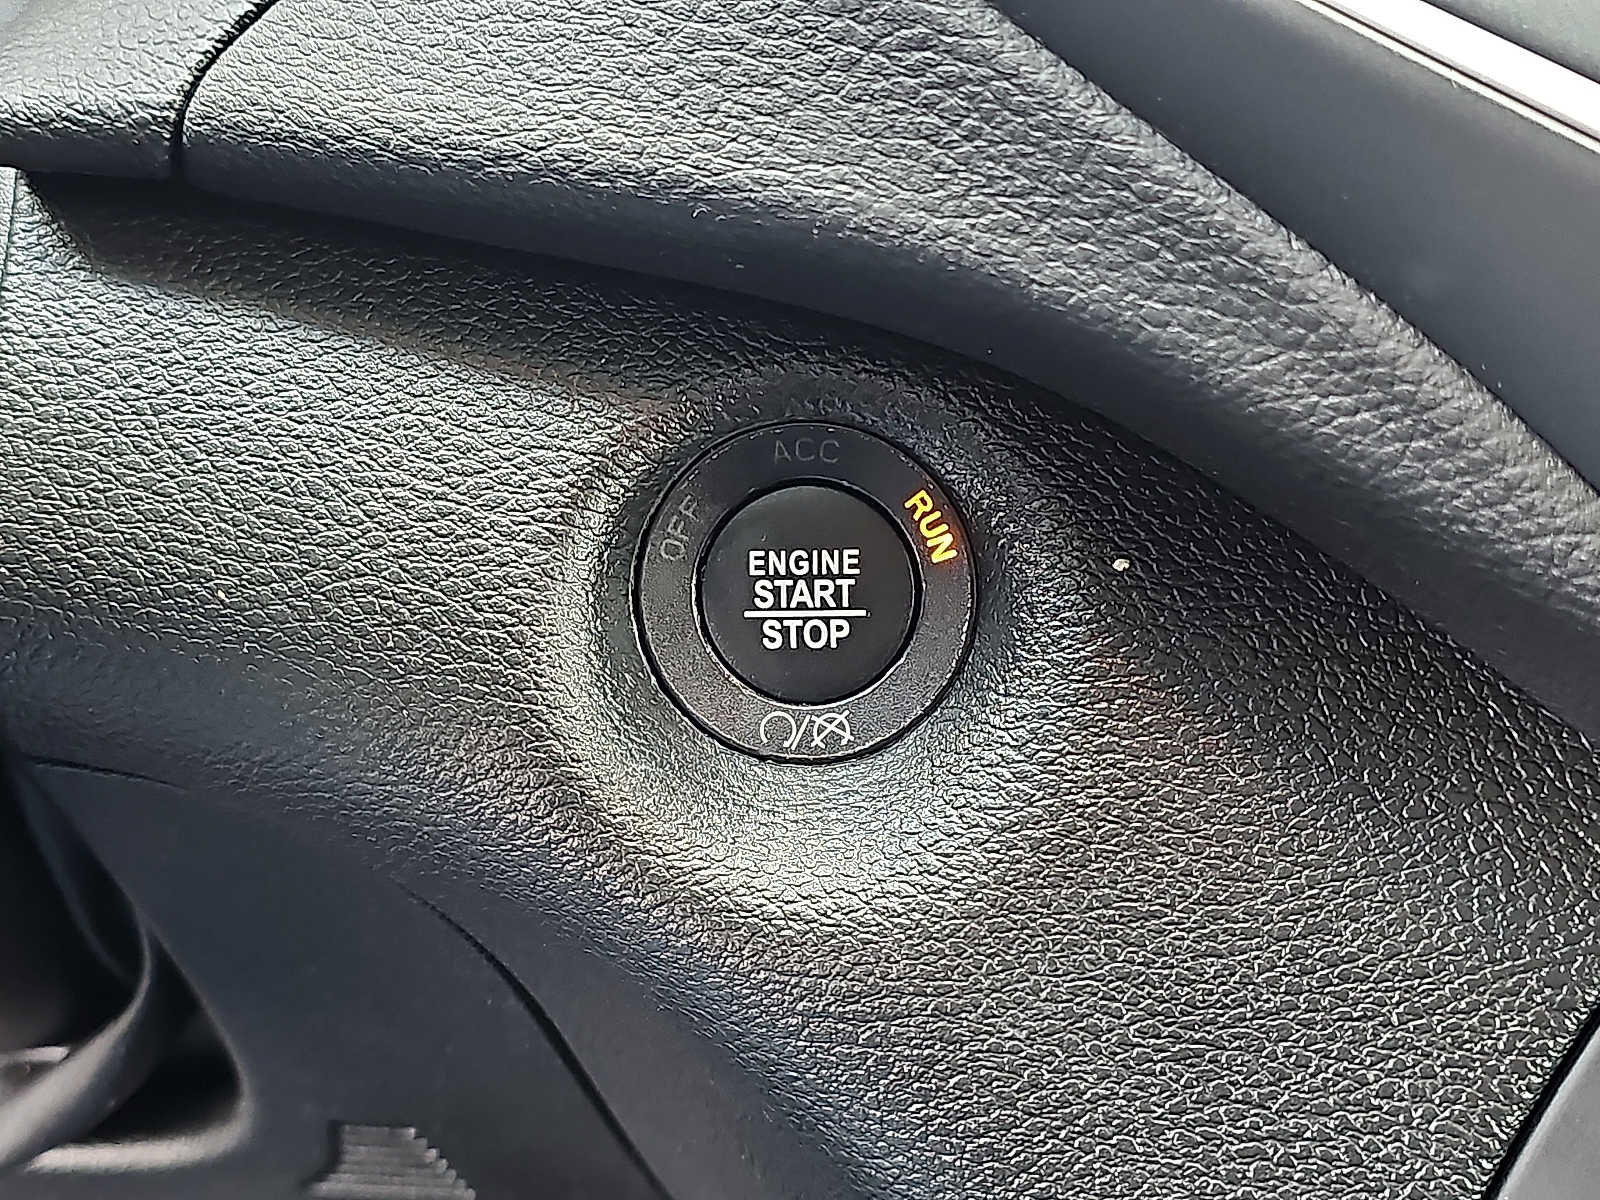 ACC
OFF
RUN
ENGINE
START
STOP